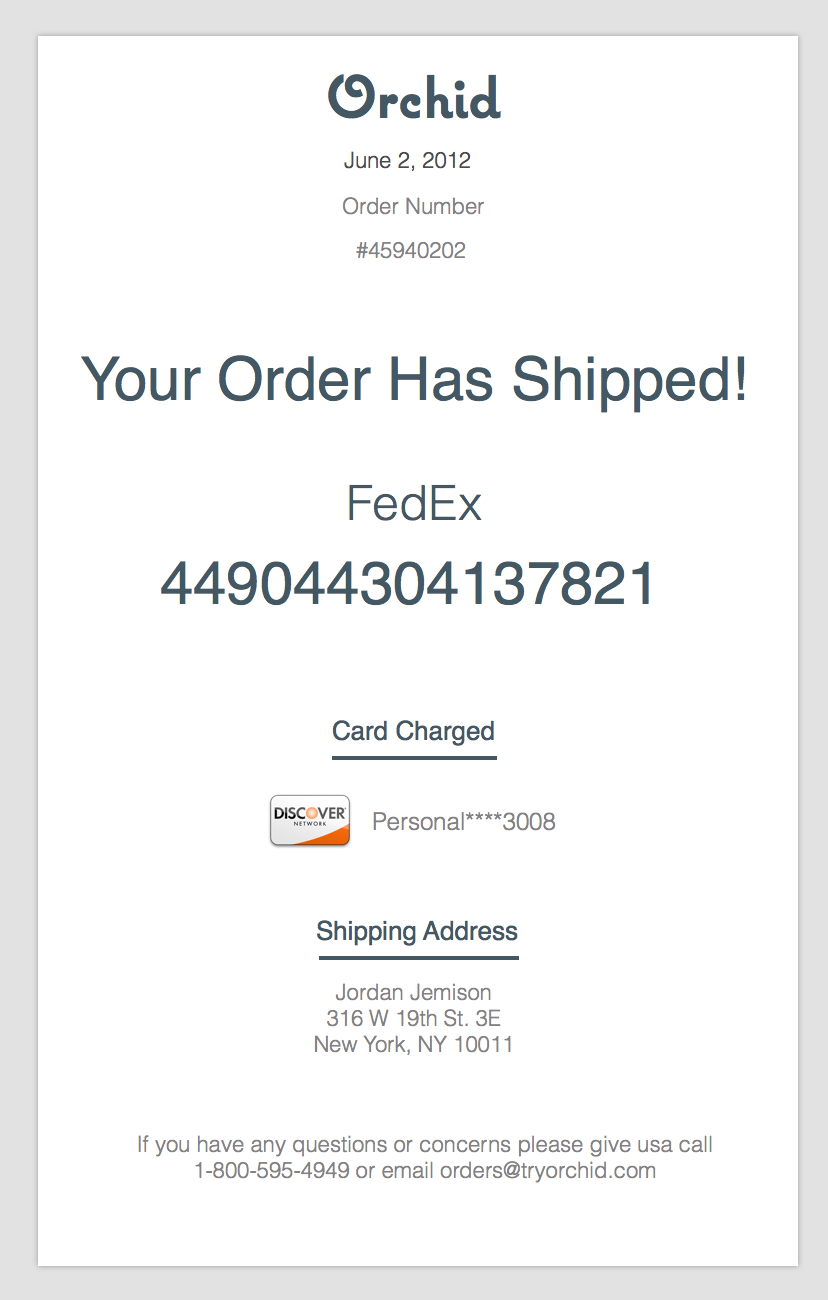 Orchid
June 2, 2012
Order Number
#45940202
Your Order Has Shipped!
FedEx
449044304137821
Card Charged
DISCOVER
NETWORK
Personal****3008
Shipping Address
Jordan Jemison
316 W 19th St. 3E
New York, NY 10011
If you have any questions or concerns please give usa call
1-800-595-4949 or email orders@tryorchid.com